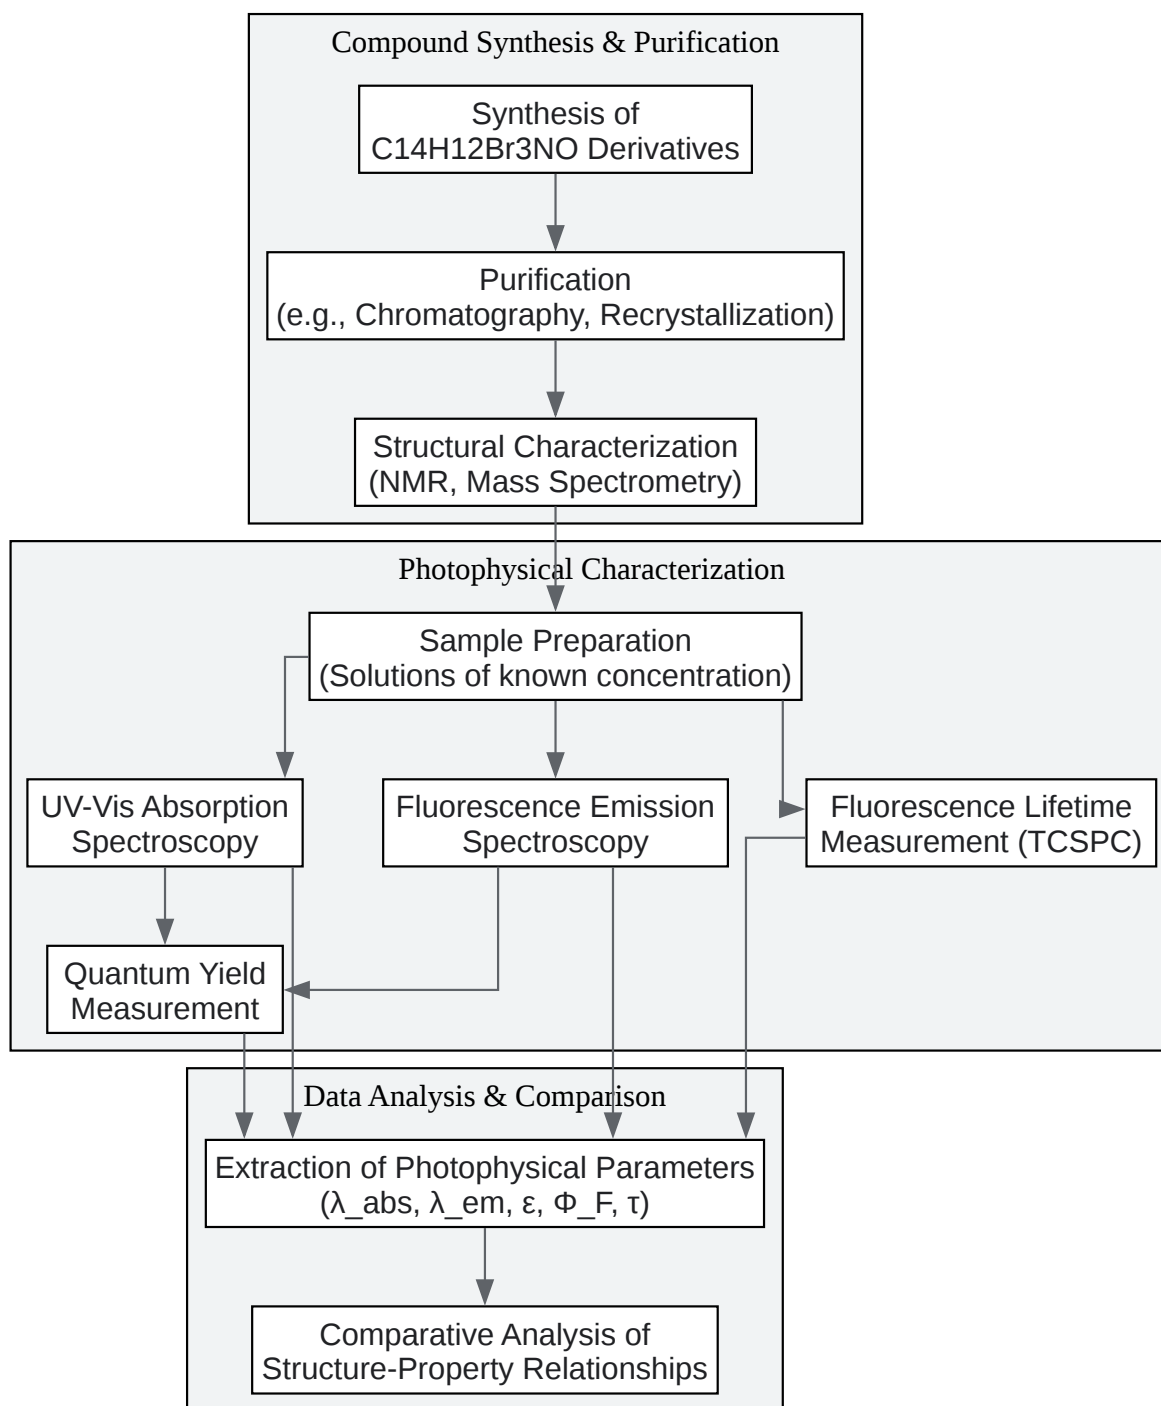 Compound Synthesis & Purification
Synthesis of
C14H12Br3NO Derivatives
Purification
(e.g., Chromatography, Recrystallization)
Structural Characterization
(NMR, Mass Spectrometry)
Photophysical Characterization
Sample Preparation
(Solutions of known concentration)
UV-Vis Absorption
Spectroscopy
Fluorescence Emission
Spectroscopy
Fluorescence Lifetime
Measurement (TCSPC)
Quantum Yield
Measurement
Data Analysis & Comparison
Extraction of Photophysical Parameters
(λ_abs, λ_em, ε, Φ_F, τ)
Comparative Analysis of
Structure-Property Relationships